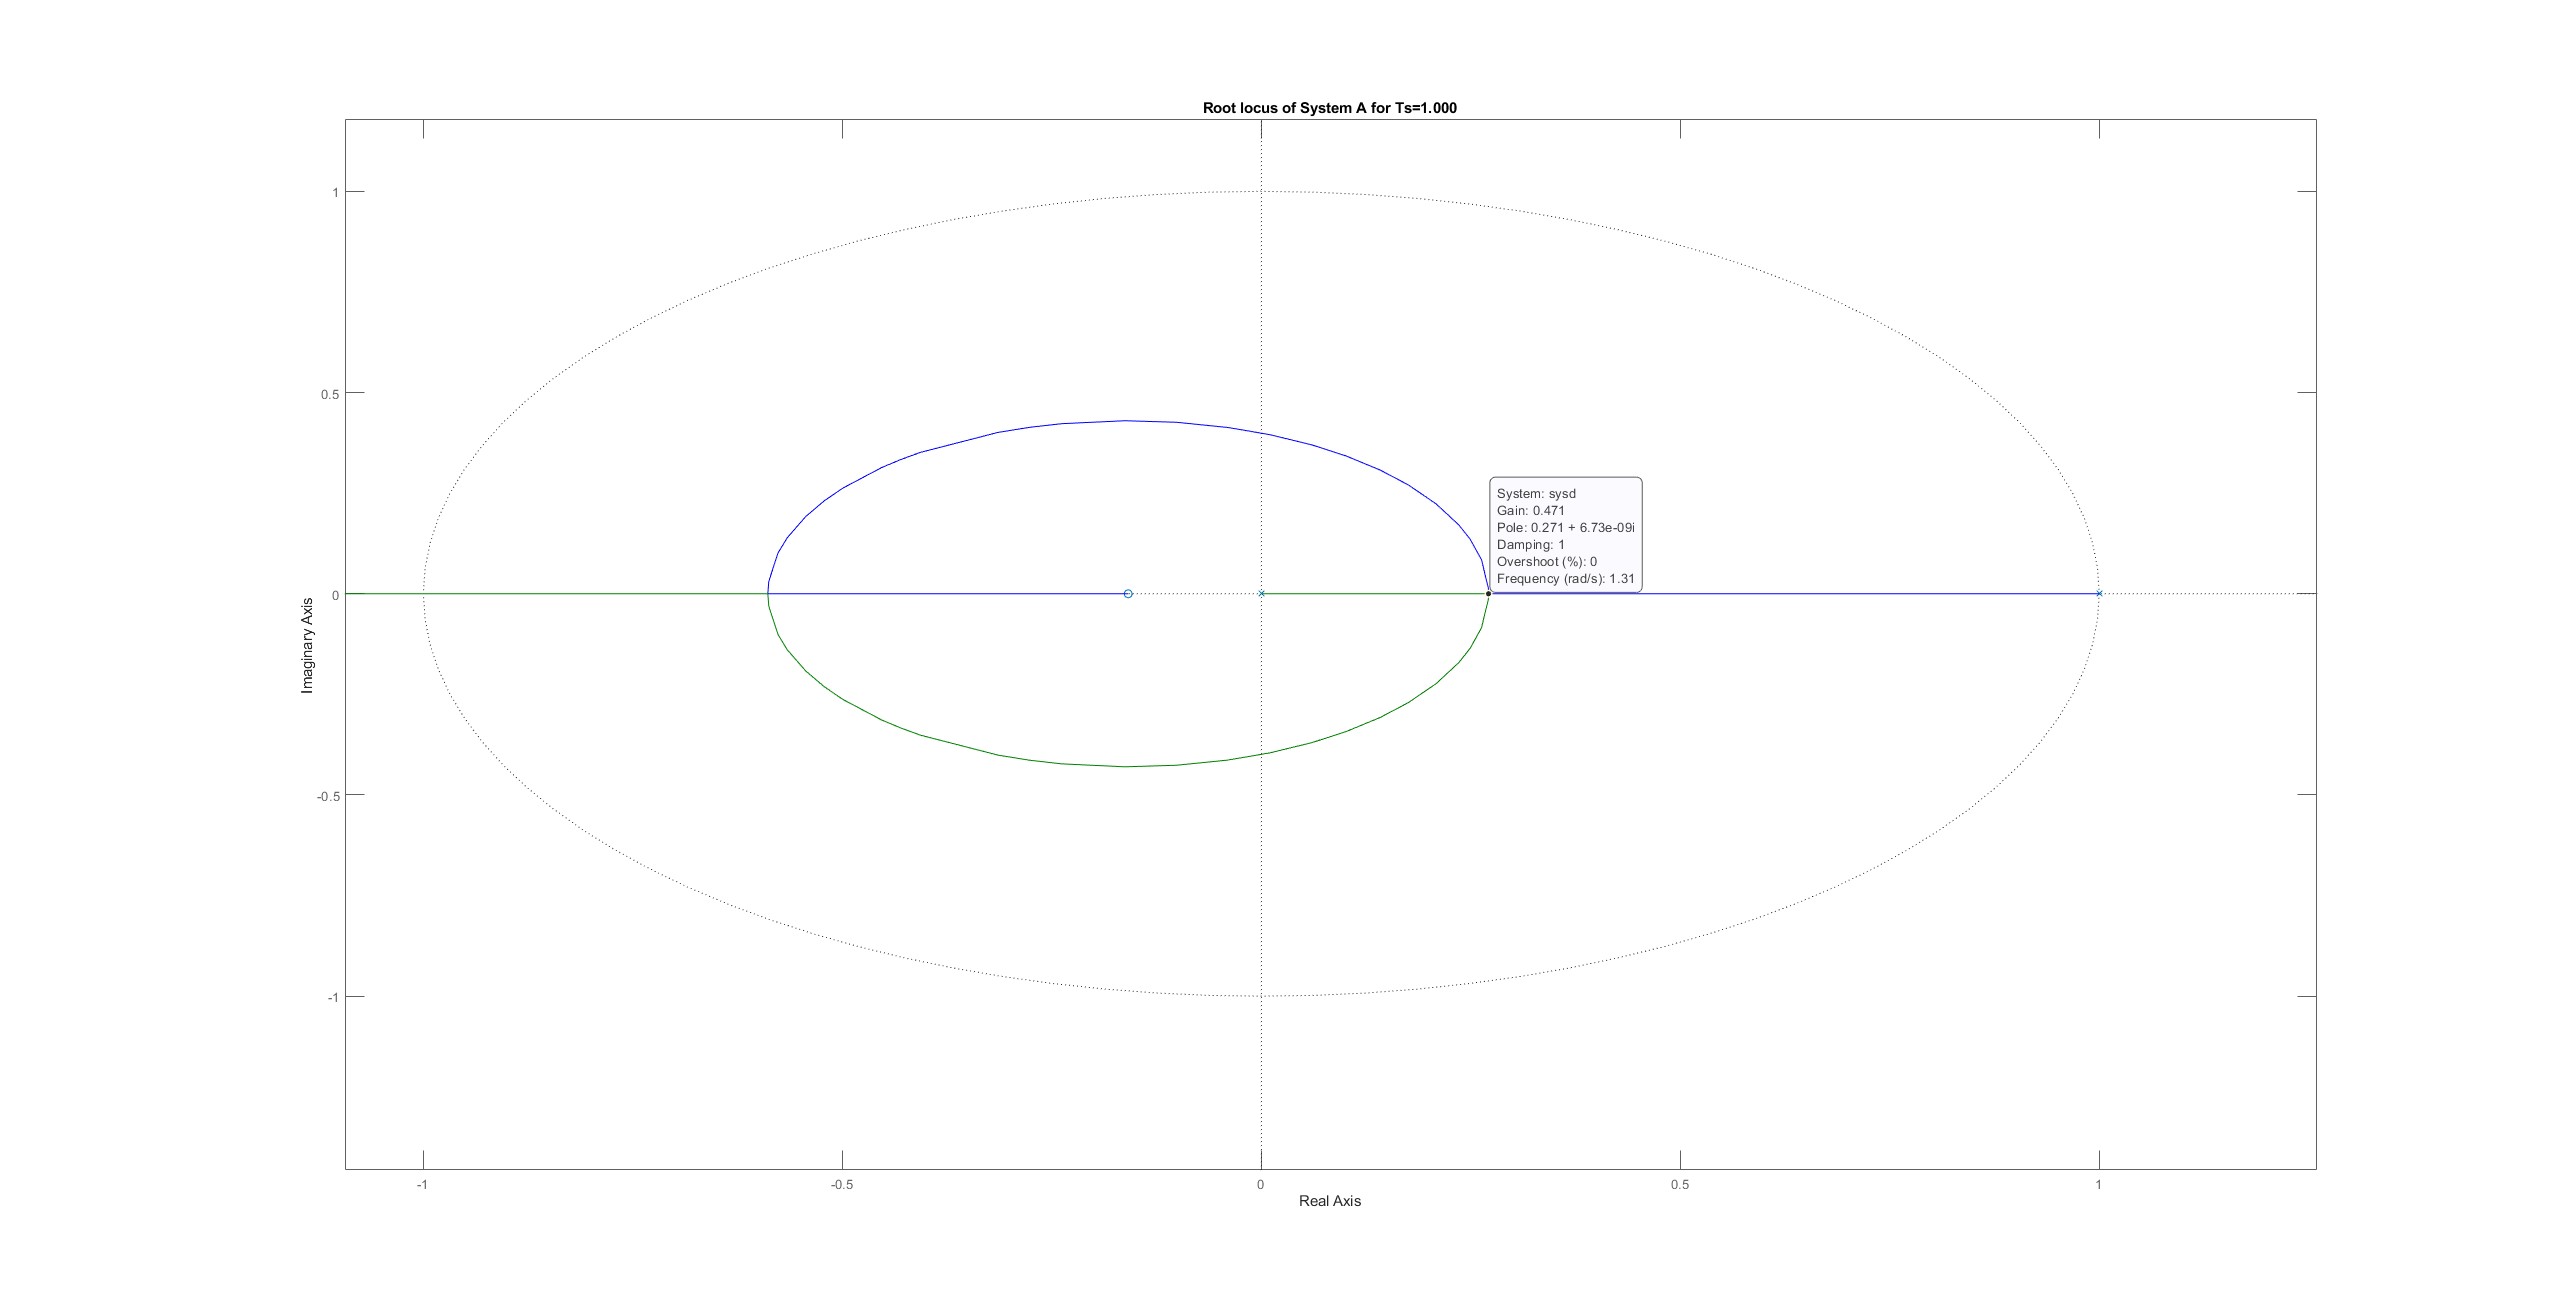 Root locus of System A for Ts=1.000
1
0.5
0
-0.5
-1
Imaginary Axis
System: sysd
Gain: 0.471
Pole: 0.271 + 6.73e-09i
Damping: 1
Overshoot (%): 0
Frequency (rad/s): 1.31
-1
-0.5
0
0.5
1
Real Axis